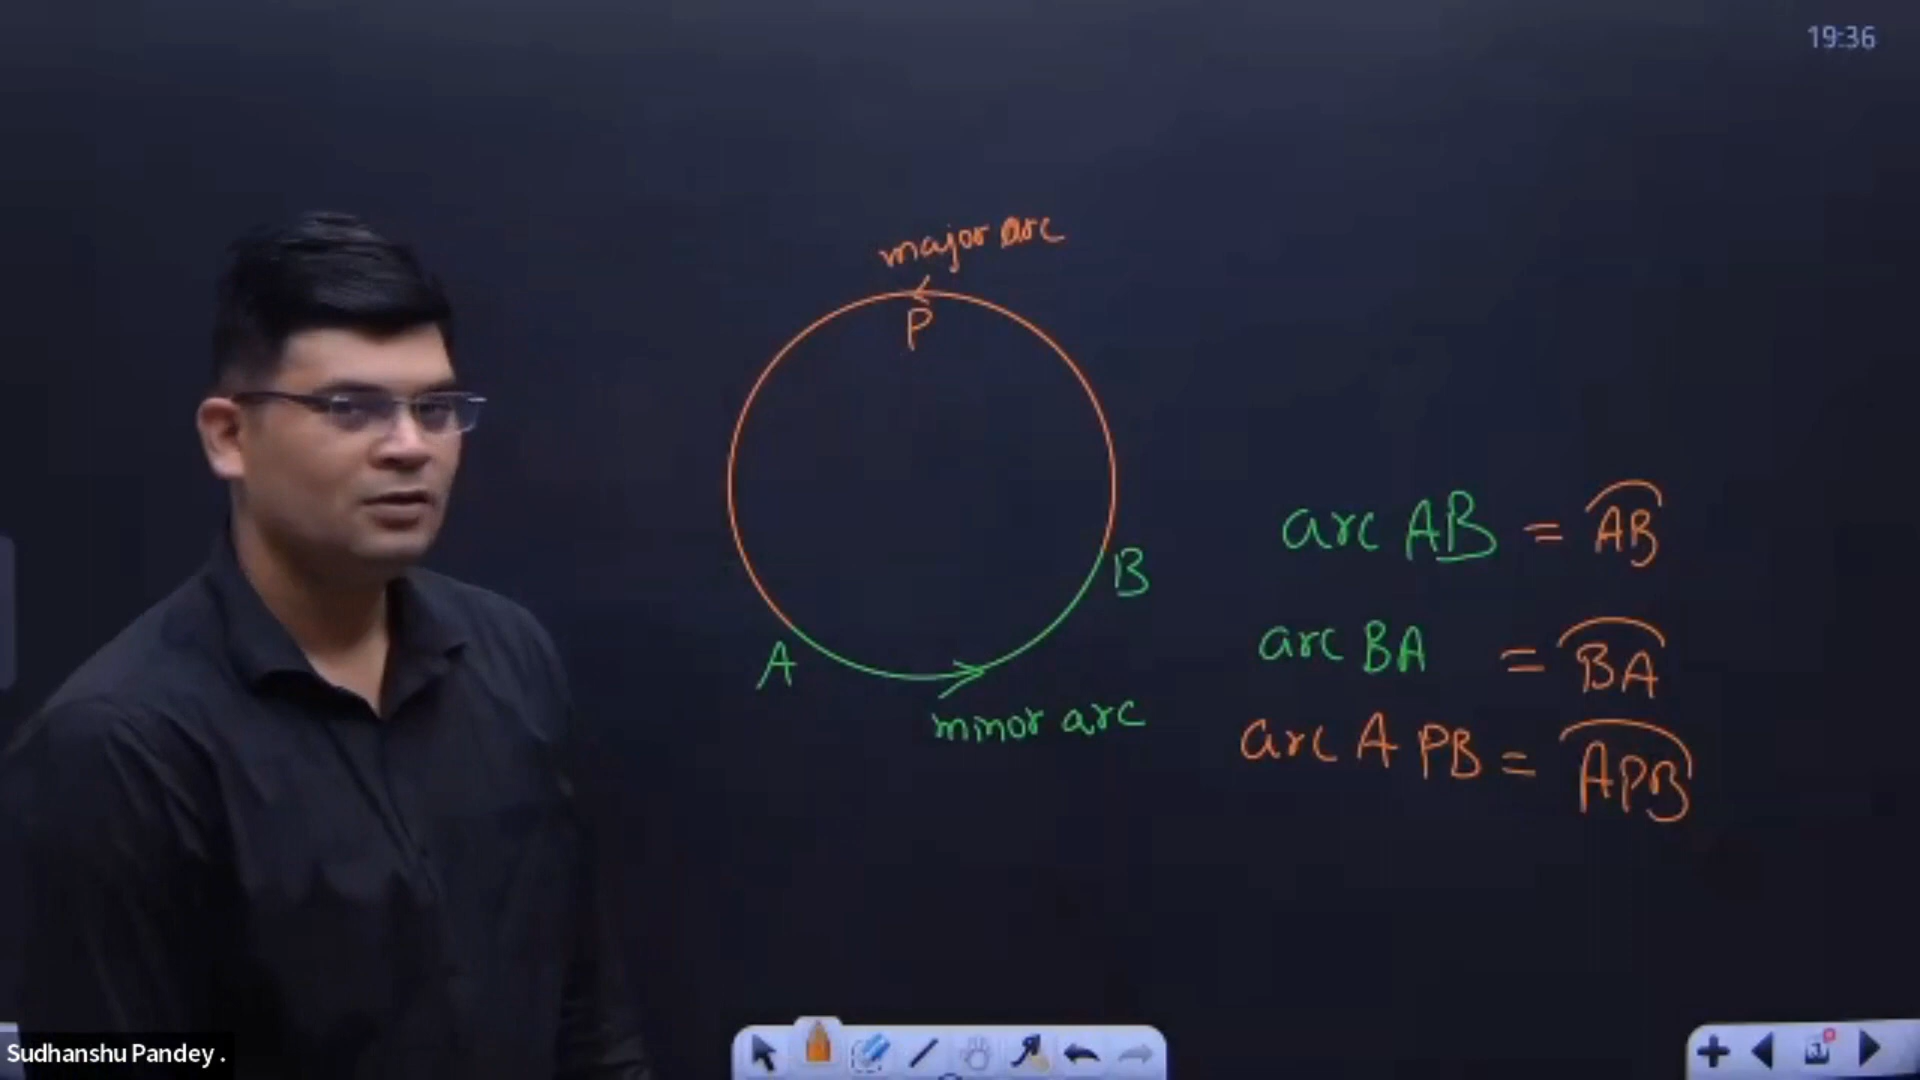 19:36
major arc
P
B
A
minor arc
arc AB = AB
arc BA = BA
arc APB = APB
Sudhanshu Pandey .